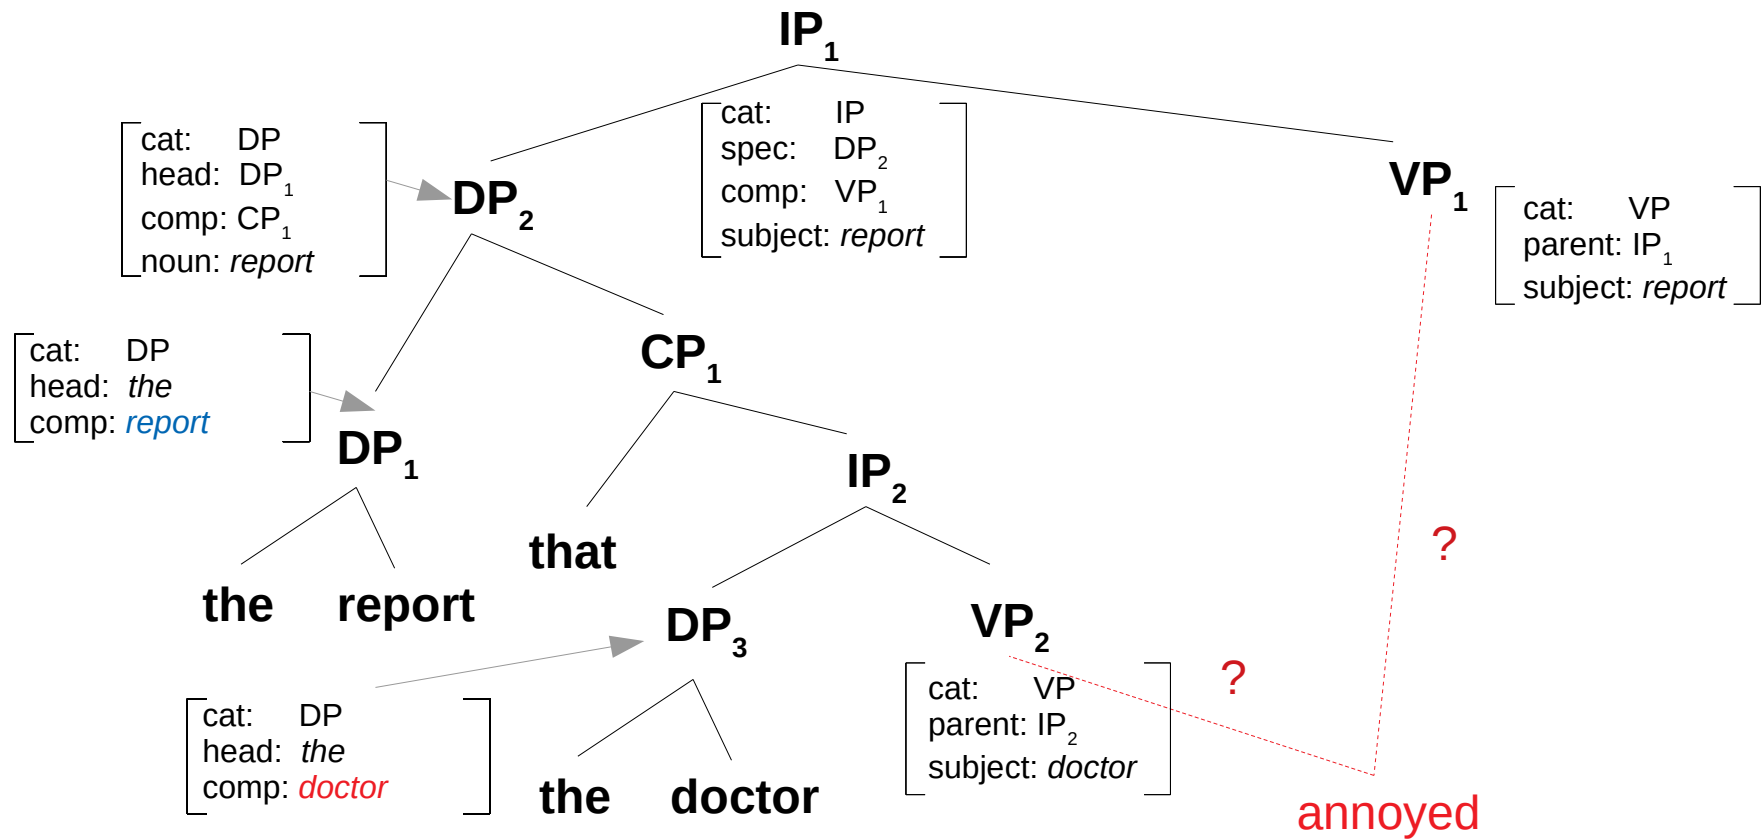 IP1
cat: IP
spec: DP2
comp: VP1
subject: report
cat: DP
head: DP1
comp: CP1
noun: report
DP2
VP1
cat: VP
parent: IP1
subject: report
cat: DP
head: the
comp: report
CP1
DP1
IP2
the report
that
?
DP3
VP2
?
cat: DP
head: the
comp: doctor
cat: VP
parent: IP2
subject: doctor
the doctor
annoyed